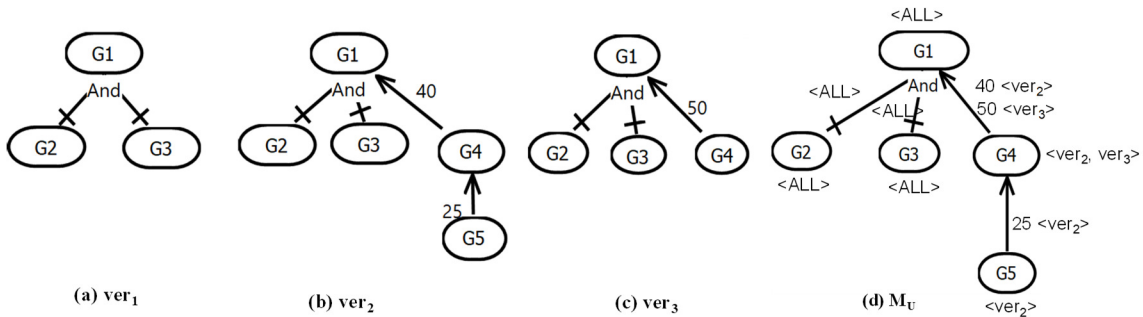 G1
And
G2
G3
(a) ver₁
G1
And
40
G2
G3
G4
25
G5
(b) ver₂
G1
And
50
G2
G3
G4
(c) ver₃
<ALL>
G1
And
40 <ver₂>
50 <ver₃>
<ALL>
<ALL>
G2
G3
G4
<ver₂, ver₃>
<ALL>
<ALL>
25 <ver₂>
G5
<ver₂>
(d) Mᵤ